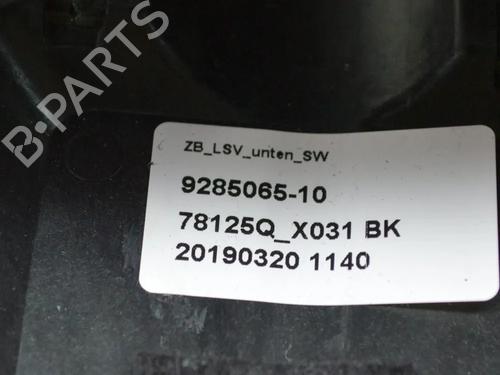 B-PARTS
ZB_LSV_unten_SW
9285065-10
78125Q_X031 BK
20190320 1140